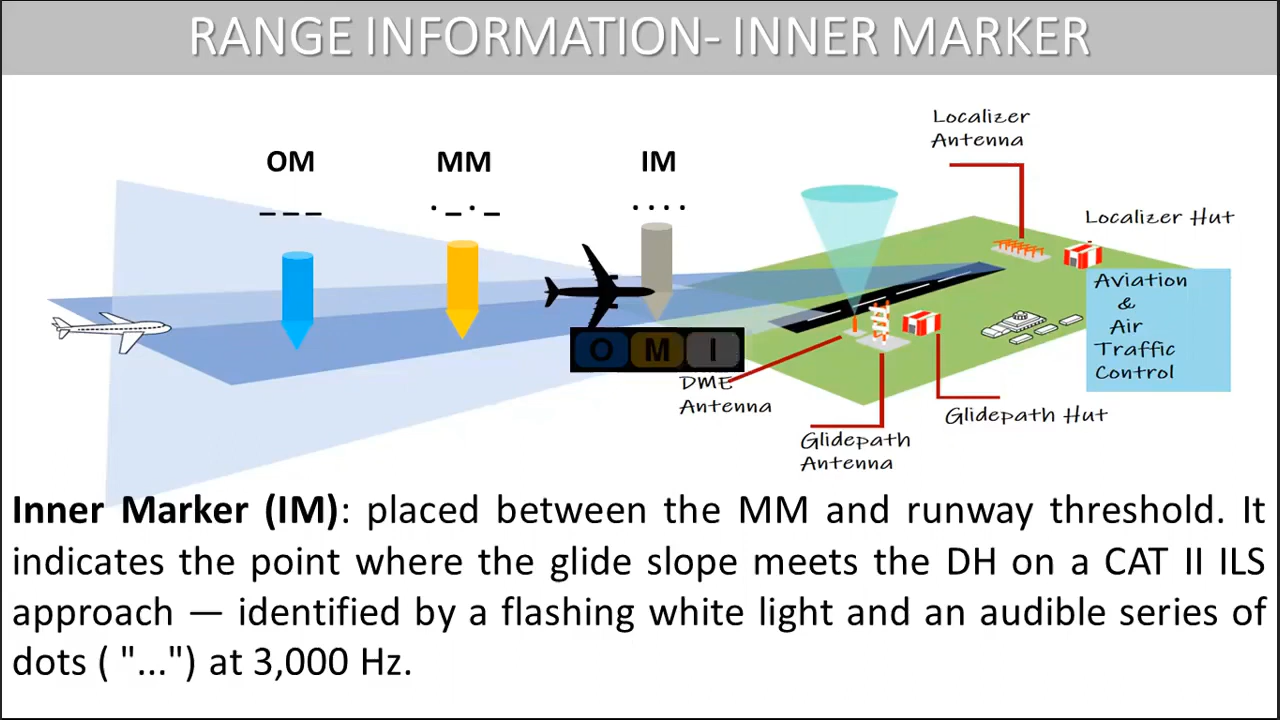 RANGE INFORMATION- INNER MARKER
Localizer
Antenna
OM
MM
IM
_ _ _
._._
....
Localizer Hut
Aviation
&
Air
Traffic
Control
O M I
DME
Antenna
Glidepath Hut
Glidepath
Antenna
Inner Marker (IM): placed between the MM and runway threshold. It
indicates the point where the glide slope meets the DH on a CAT II ILS
approach — identified by a flashing white light and an audible series of
dots ( "...") at 3,000 Hz.